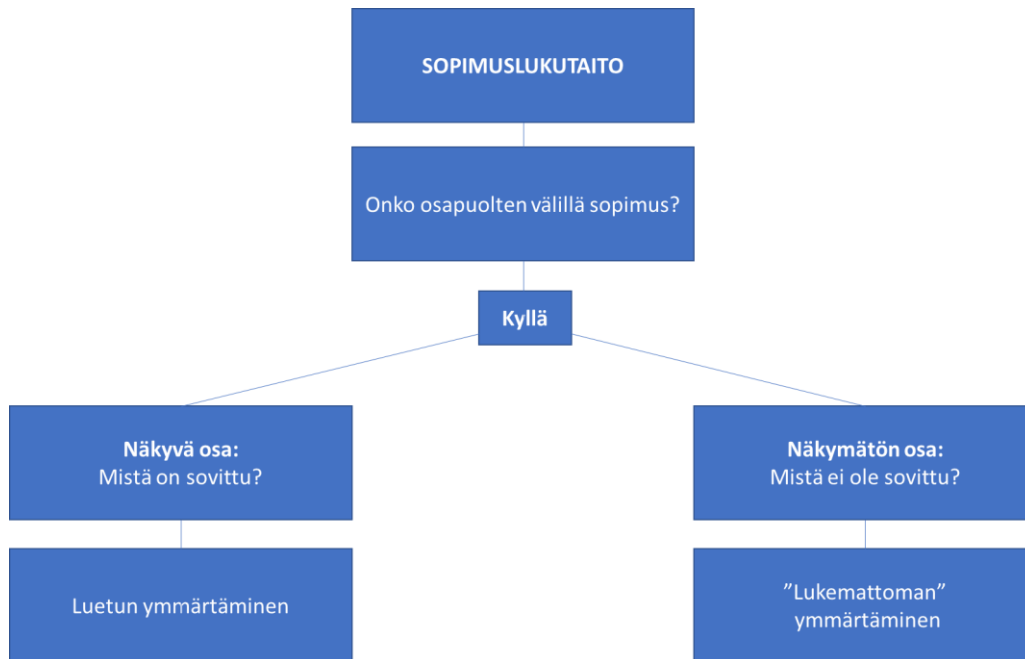 SOPIMUSLUKUTAITO
Onko osapuolten välillä sopimus?
Kyllä
Näkyvä osa:
Mistä on sovittu?
Näkymätön osa:
Mistä ei ole sovittu?
Luetun ymmärtäminen
”Lukemattoman”
ymmärtäminen